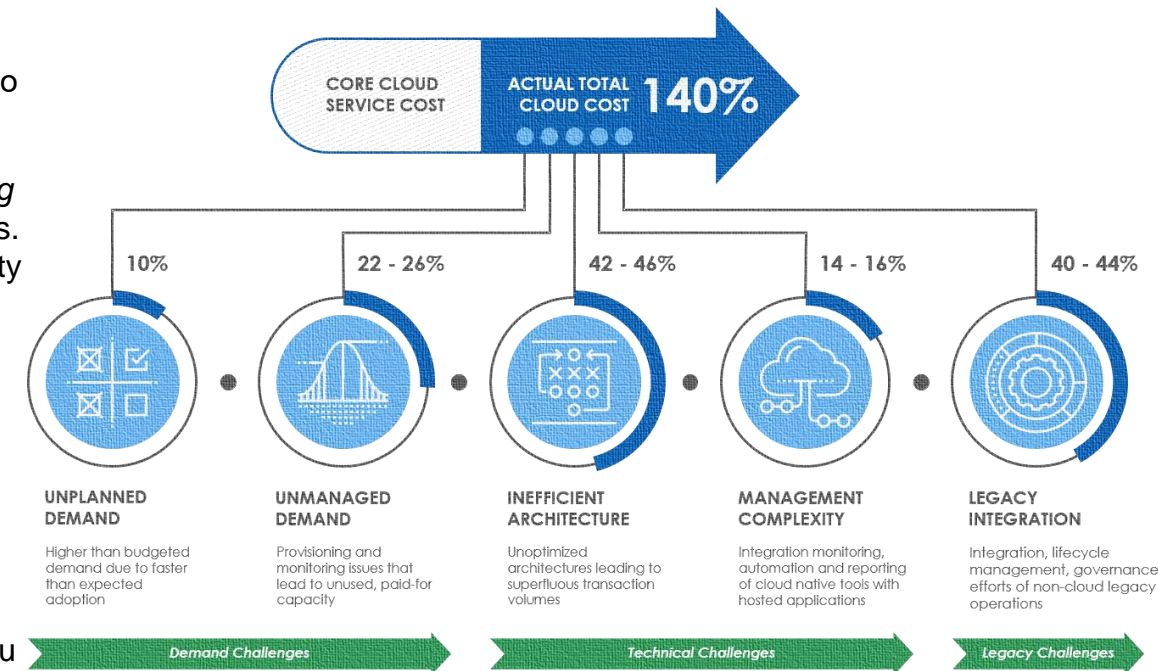 o
g
s.
ty
u
CORE CLOUD
SERVICE COST
ACTUAL TOTAL
CLOUD COST
140%
10%
22 - 26%
42 - 46%
14 - 16%
40 - 44%
UNPLANNED
DEMAND
Higher than budgeted
demand due to faster
than expected
adoption
UNMANAGED
DEMAND
Provisioning and
monitoring issues that
lead to unused, paid-for
capacity
INEFFICIENT
ARCHITECTURE
Unoptimized
architectures leading to
superfluous transaction
volumes
MANAGEMENT
COMPLEXITY
Integration monitoring,
automation and reporting
of cloud native tools with
hosted applications
LEGACY
INTEGRATION
Integration, lifecycle
management, governance
efforts of non-cloud legacy
operations
Demand Challenges
Technical Challenges
Legacy Challenges